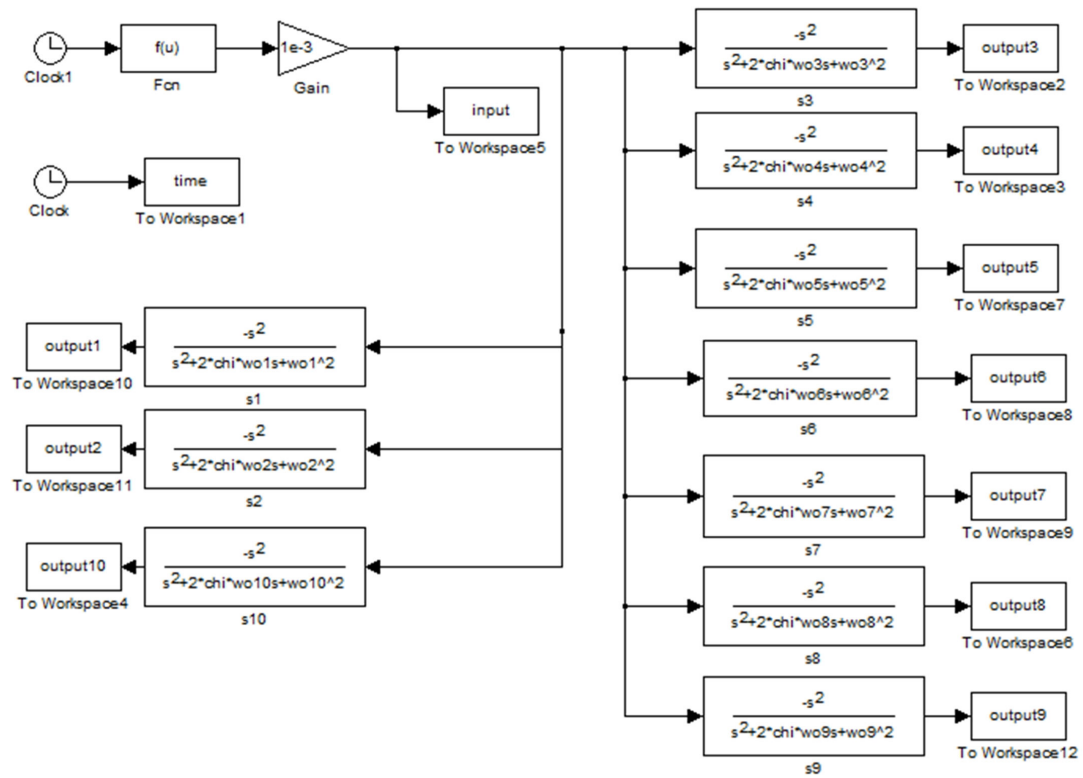 Clock1
f(u)
Fcn
1e-3
Gain
input
To Workspace5
Clock
time
To Workspace1
output1
To Workspace10
-s2
s2+2*chi*wo1s+wo1^2
s1
output2
To Workspace11
-s2
s2+2*chi*wo2s+wo2^2
s2
output10
To Workspace4
-s2
s2+2*chi*wo10s+wo10^2
s10
-s2
s2+2*chi*wo3s+wo3^2
s3
output3
To Workspace2
-s2
s2+2*chi*wo4s+wo4^2
s4
output4
To Workspace3
-s2
s2+2*chi*wo5s+wo5^2
s5
output5
To Workspace7
-s2
s2+2*chi*wo6s+wo6^2
s6
output6
To Workspace8
-s2
s2+2*chi*wo7s+wo7^2
s7
output7
To Workspace9
-s2
s2+2*chi*wo8s+wo8^2
s8
output8
To Workspace6
-s2
s2+2*chi*wo9s+wo9^2
s9
output9
To Workspace12